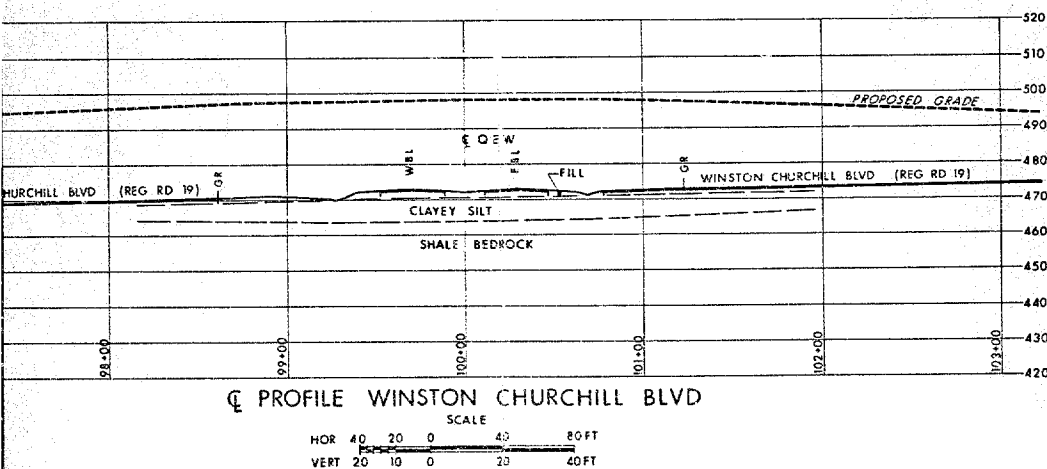 520
510
500
PROPOSED GRADE
490
℄ QEW
WBL
EBL
480
GR
FILL
GR
HURCHILL BLVD (REG RD 19)
WINSTON CHURCHILL BLVD (REG RD 19)
470
CLAYEY SILT
460
SHALE BEDROCK
450
440
430
98+00
99+00
100+00
101+00
102+00
103+00
420
℄ PROFILE WINSTON CHURCHILL BLVD
SCALE
HOR 40 20 0 40 80 FT
VERT 20 10 0 20 40 FT